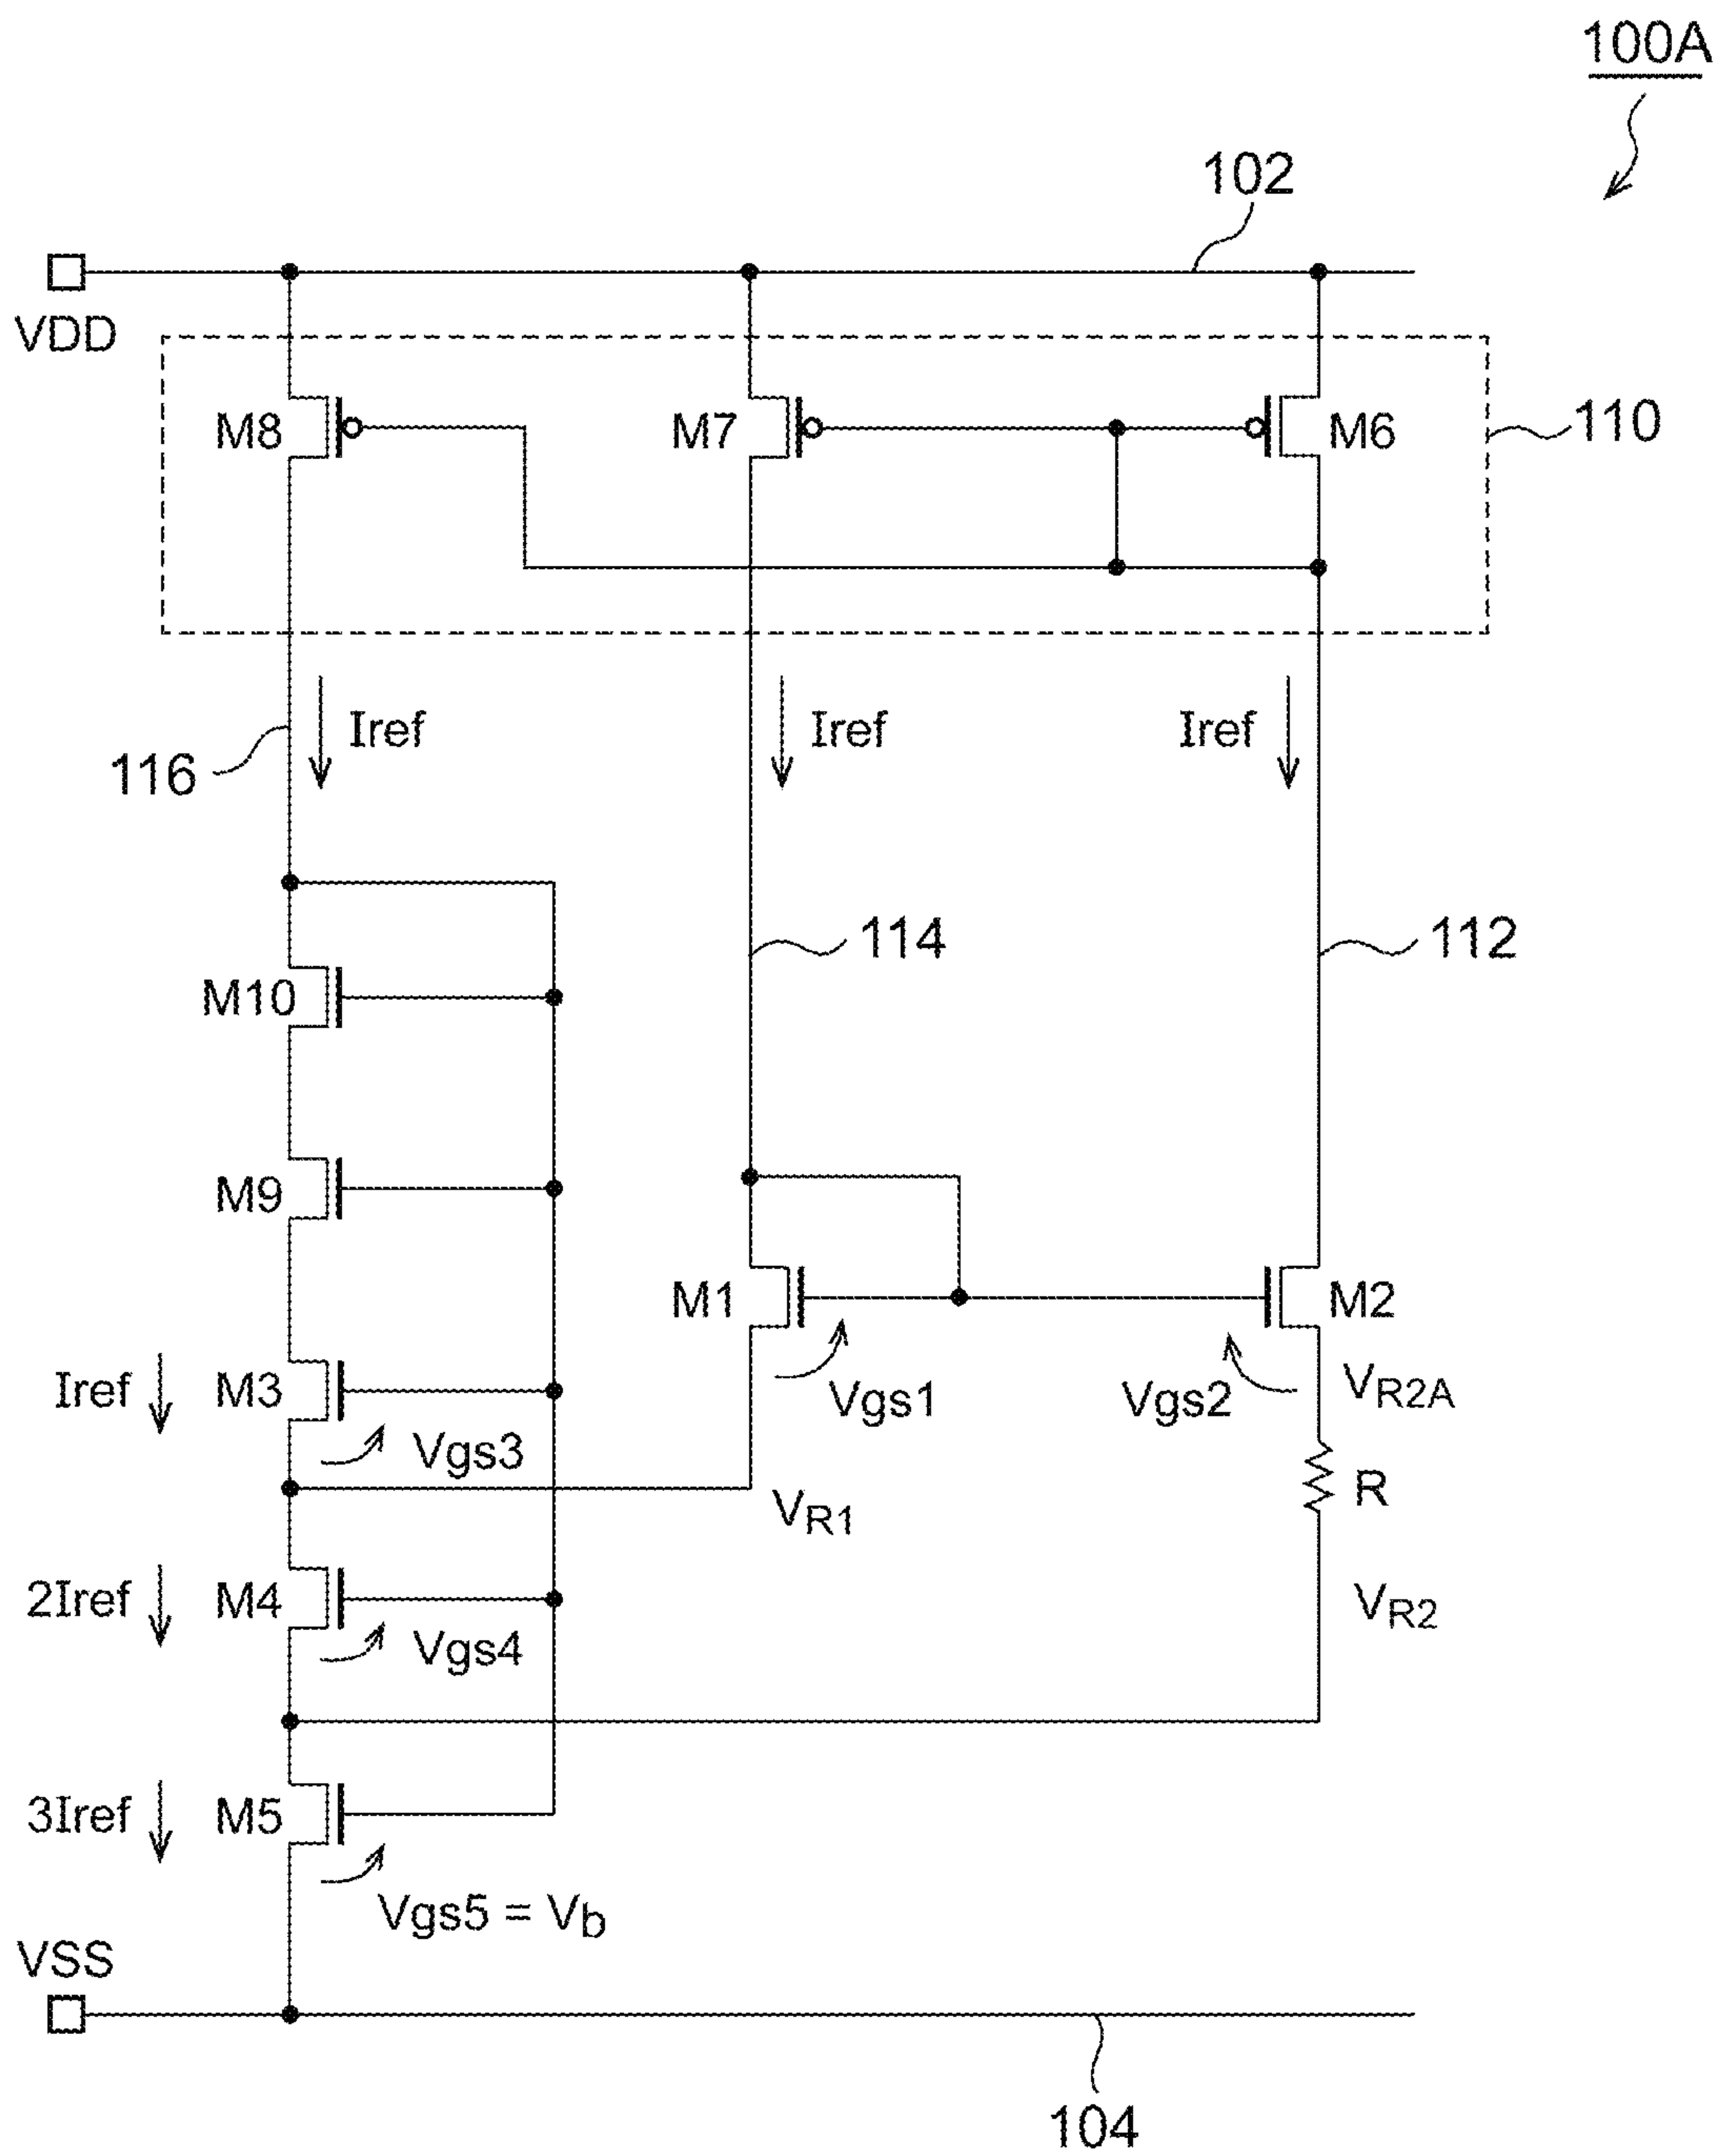 100A
102
VDD
M8
M7
M6
110
Iref
Iref
Iref
116
114
112
M10
M9
M1
M2
Iref
M3
Vgs1
Vgs2
VR2A
Vgs3
R
VR1
2Iref
M4
Vgs4
VR2
3Iref
M5
Vgs5 = Vb
VSS
104